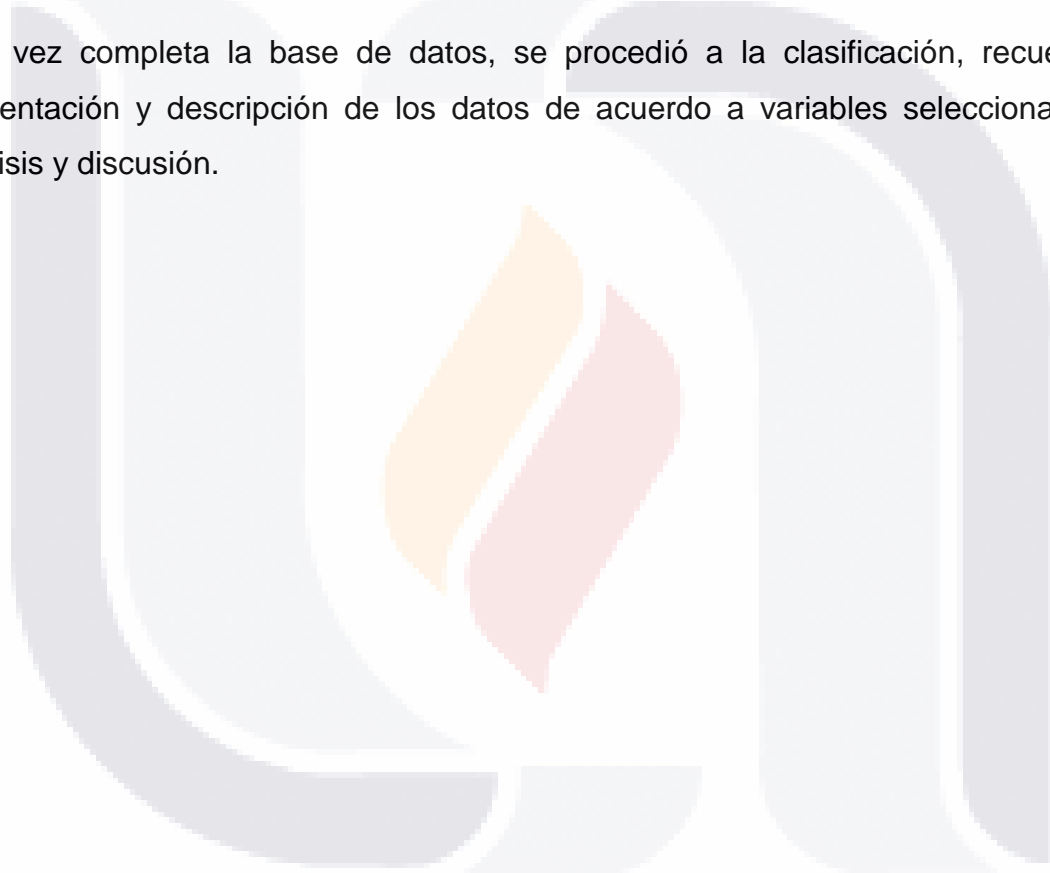 vez completa la base de datos, se procedió a la clasificación, recue
entación y descripción de los datos de acuerdo a variables selecciona
isis y discusión.